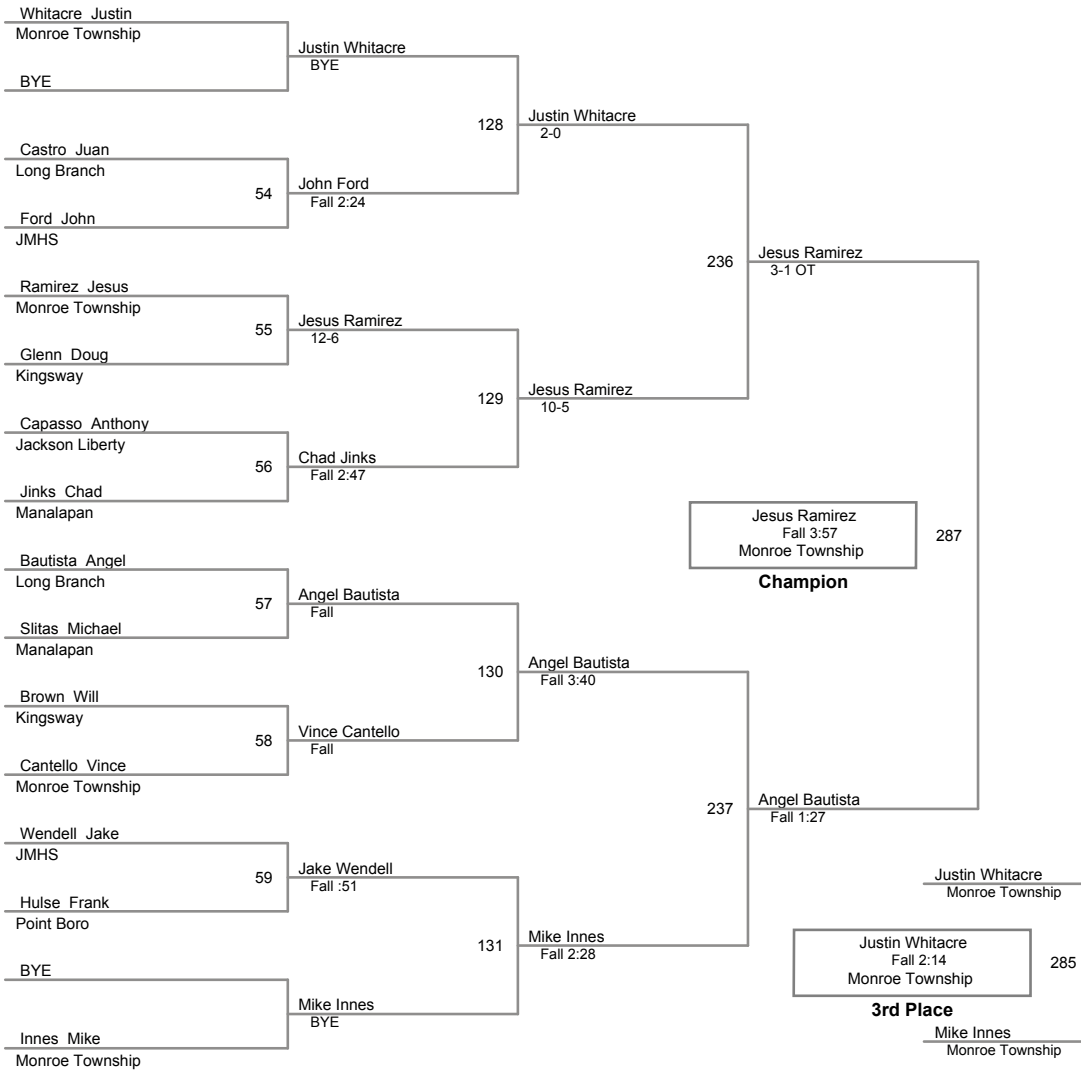 Whitacre Justin
Monroe Township
Justin Whitacre
BYE
BYE
128
Justin Whitacre
2-0
Castro Juan
Long Branch
54
John Ford
Fall 2:24
Ford John
JMHS
236
Jesus Ramirez
3-1 OT
Ramirez Jesus
Monroe Township
55
Jesus Ramirez
12-6
Glenn Doug
Kingsway
129
Jesus Ramirez
10-5
Capasso Anthony
Jackson Liberty
56
Chad Jinks
Fall 2:47
Jinks Chad
Manalapan
Jesus Ramirez
Fall 3:57
Monroe Township
287
Champion
Bautista Angel
Long Branch
57
Angel Bautista
Fall
Slitas Michael
Manalapan
130
Angel Bautista
Fall 3:40
Brown Will
Kingsway
58
Vince Cantello
Fall
Cantello Vince
Monroe Township
237
Angel Bautista
Fall 1:27
Wendell Jake
JMHS
59
Jake Wendell
Fall :51
Hulse Frank
Point Boro
131
Mike Innes
Fall 2:28
BYE
Mike Innes
BYE
Innes Mike
Monroe Township
Justin Whitacre
Monroe Township
Justin Whitacre
Fall 2:14
Monroe Township
285
3rd Place
Mike Innes
Monroe Township